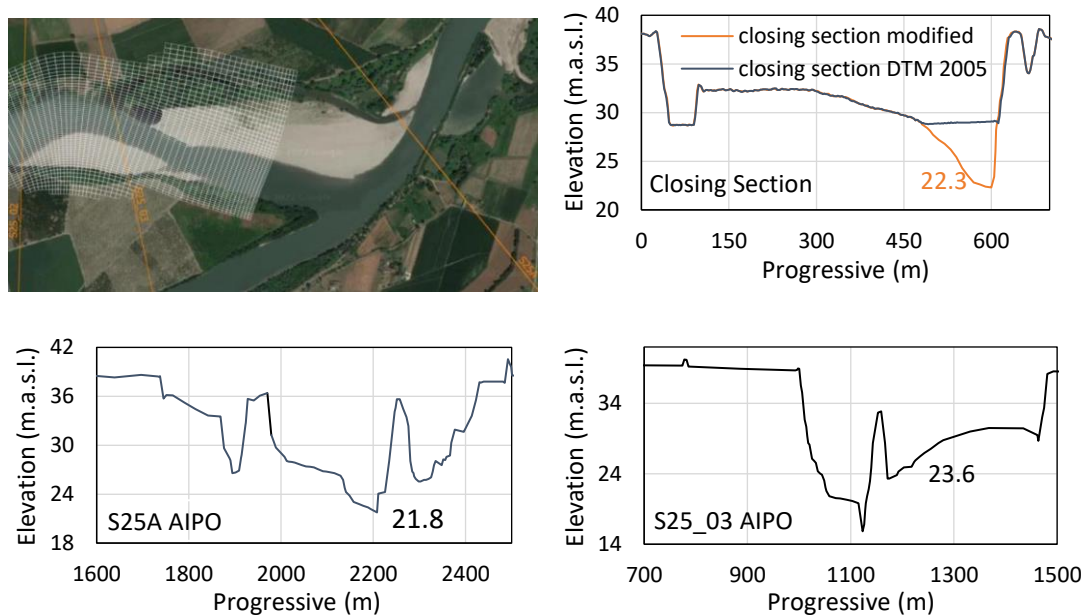 40
35
30
25
20
Elevation (m.a.s.l.)
closing section modified
closing section DTM 2005
22.3
Closing Section
0 150 300 450 600
Progressive (m)
42
36
30
24
18
Elevation (m.a.s.l.)
21.8
S25A AIPO
1600 1800 2000 2200 2400
Progressive (m)
34
24
14
Elevation (m.a.s.l.)
23.6
S25_03 AIPO
700 900 1100 1300 1500
Progressive (m)